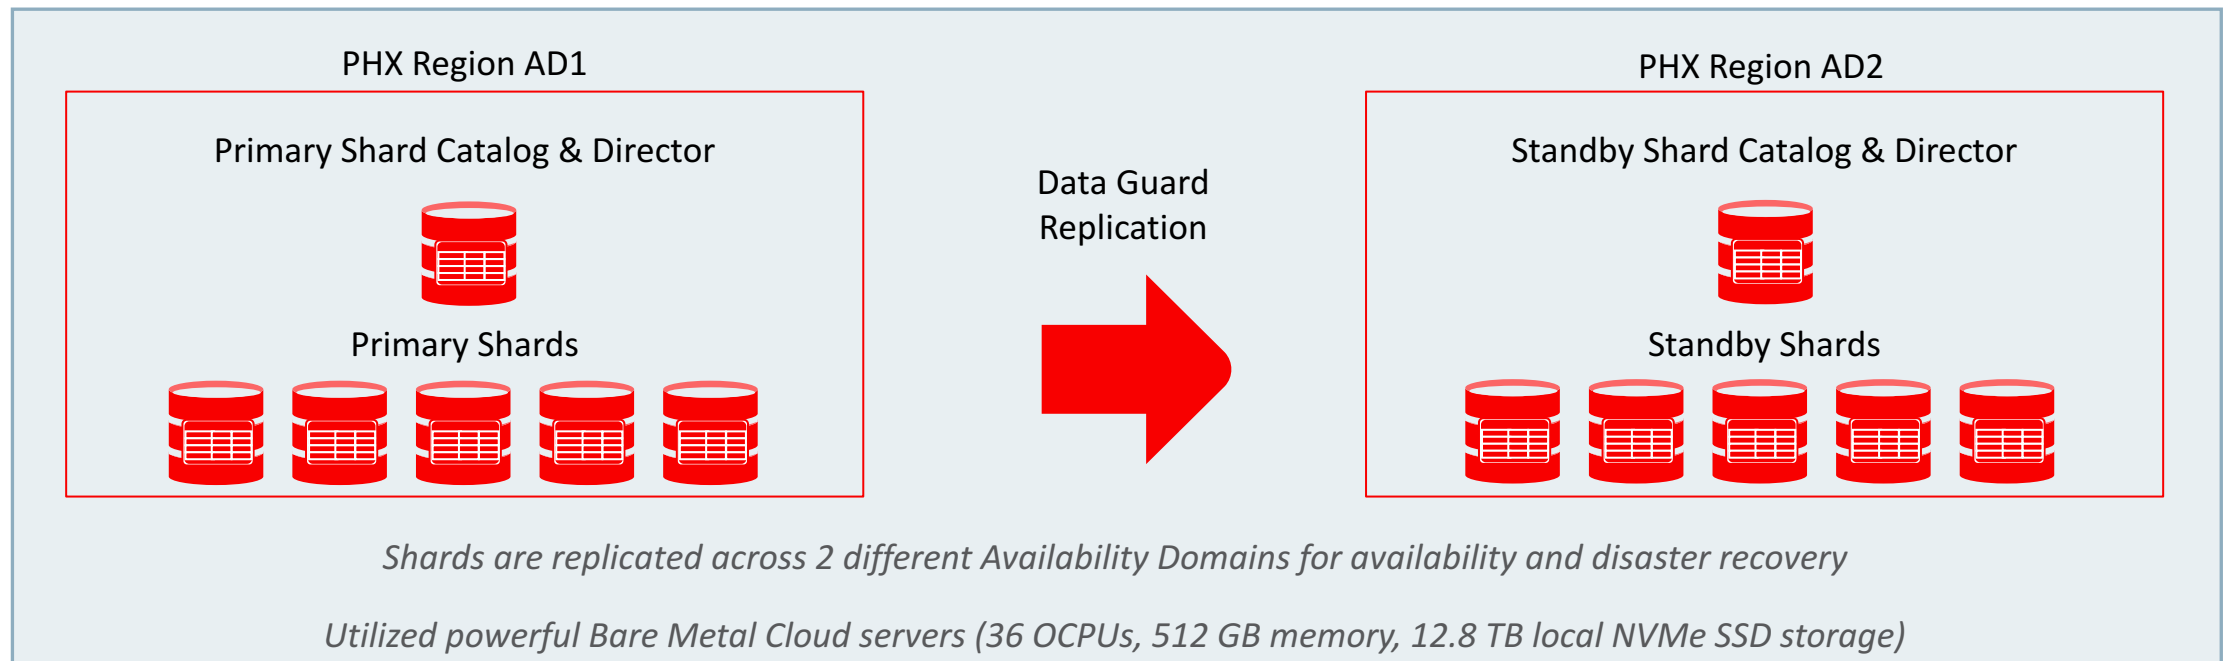 PHX Region AD1
PHX Region AD2
Primary Shard Catalog & Director
Standby Shard Catalog & Director
Data Guard
Replication
Primary Shards
Standby Shards
Shards are replicated across 2 different Availability Domains for availability and disaster recovery
Utilized powerful Bare Metal Cloud servers (36 OCPUs, 512 GB memory, 12.8 TB local NVMe SSD storage)